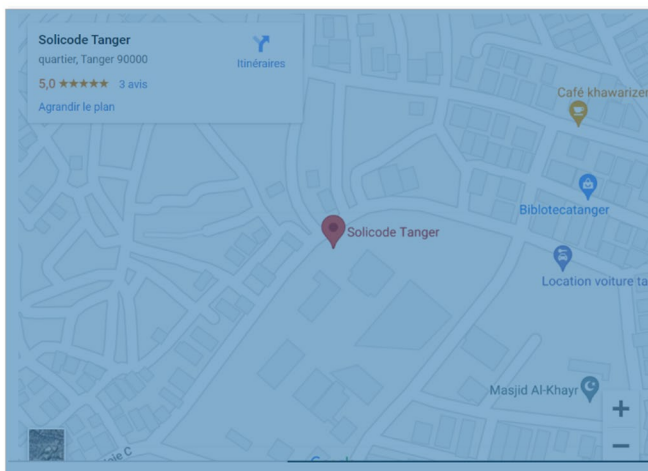 Solicode Tanger
quartier, Tanger 90000
Itinéraires
5,0 ★★★★★ 3 avis
Agrandir le plan
Café khawarizer
Biblotecatanger
Solicode Tanger
Location voiture ta
Masjid Al-Khayr
+
−